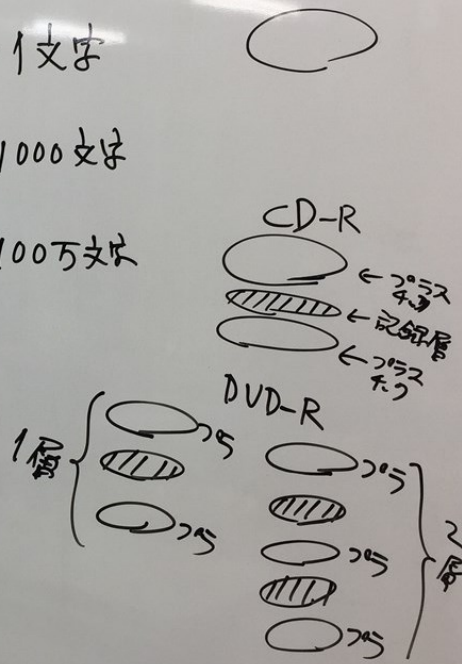 1文字
1000文字
100万文字
CD-R
←プラスチック
←記録層
←プラスチック
DVD-R
1層
プラ
プラ
プラ
プラ
プラ
2層